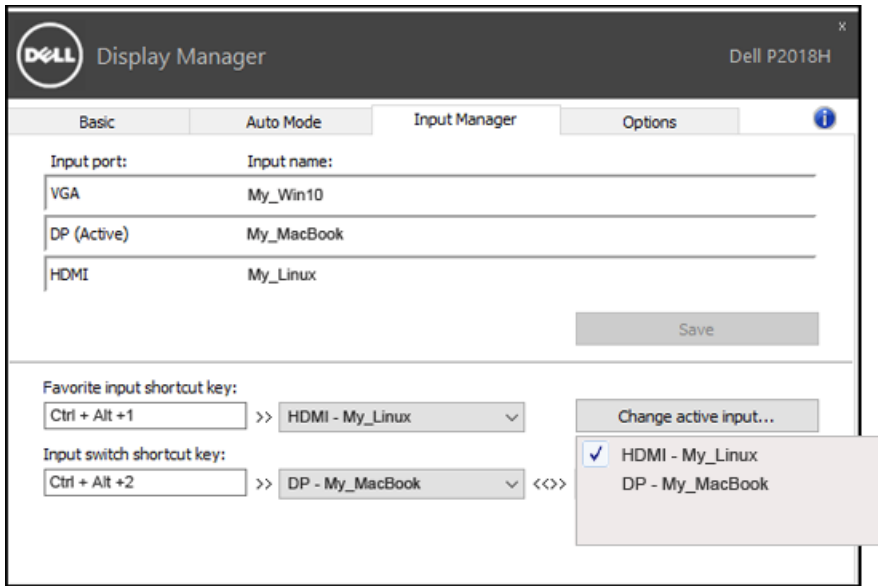 x
DELL Display Manager Dell P2018H
Basic Auto Mode Input Manager Options i
Input port: Input name:
VGA My_Win10
DP (Active) My_MacBook
HDMI My_Linux
Save
Favorite input shortcut key:
Ctrl + Alt +1 >> HDMI - My_Linux Change active input...
Input switch shortcut key:
HDMI - My_Linux
Ctrl + Alt +2 >> DP - My_MacBook <<>> DP - My_MacBook